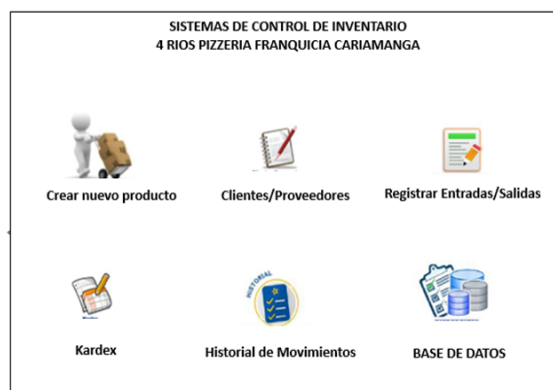 SISTEMAS DE CONTROL DE INVENTARIO
4 RIOS PIZZERIA FRANQUICIA CARIAMANGA
Crear nuevo producto
Clientes/Proveedores
Registrar Entradas/Salidas
HISTORIAL
Kardex
Historial de Movimientos
BASE DE DATOS